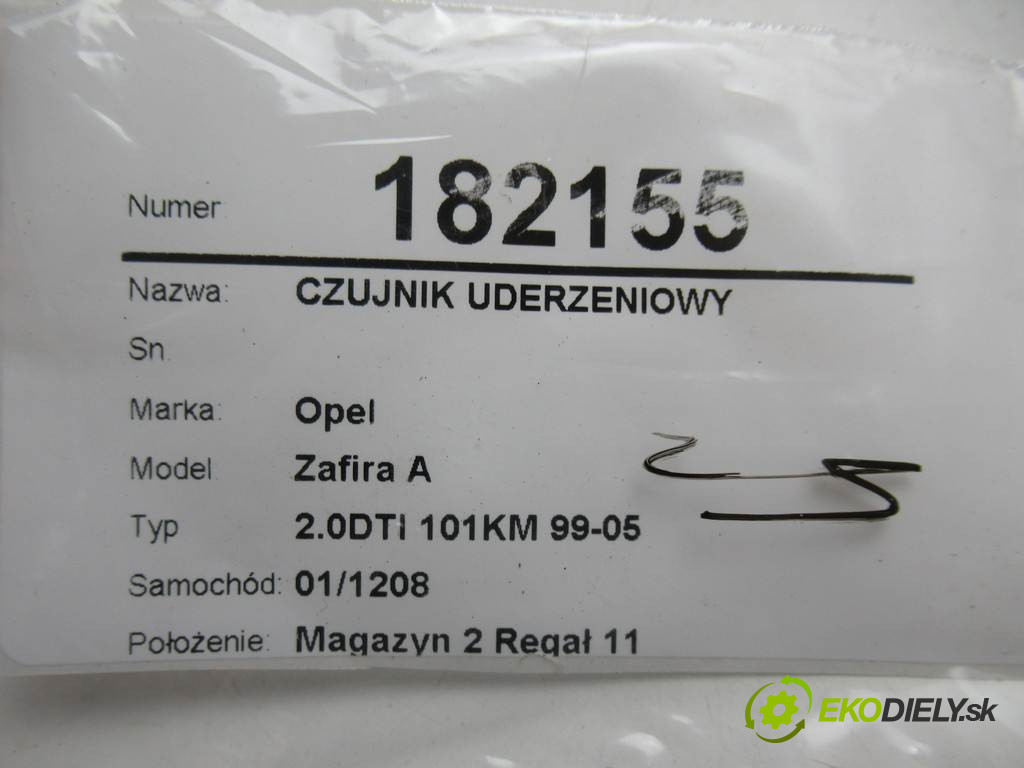 Numer 182155
Nazwa: CZUJNIK UDERZENIOWY
Sn
Marka: Opel
Model Zafira A
Typ 2.0DTI 101KM 99-05
Samochód: 01/1208
Położenie: Magazyn 2 Regał 11
EKODIELY.sk